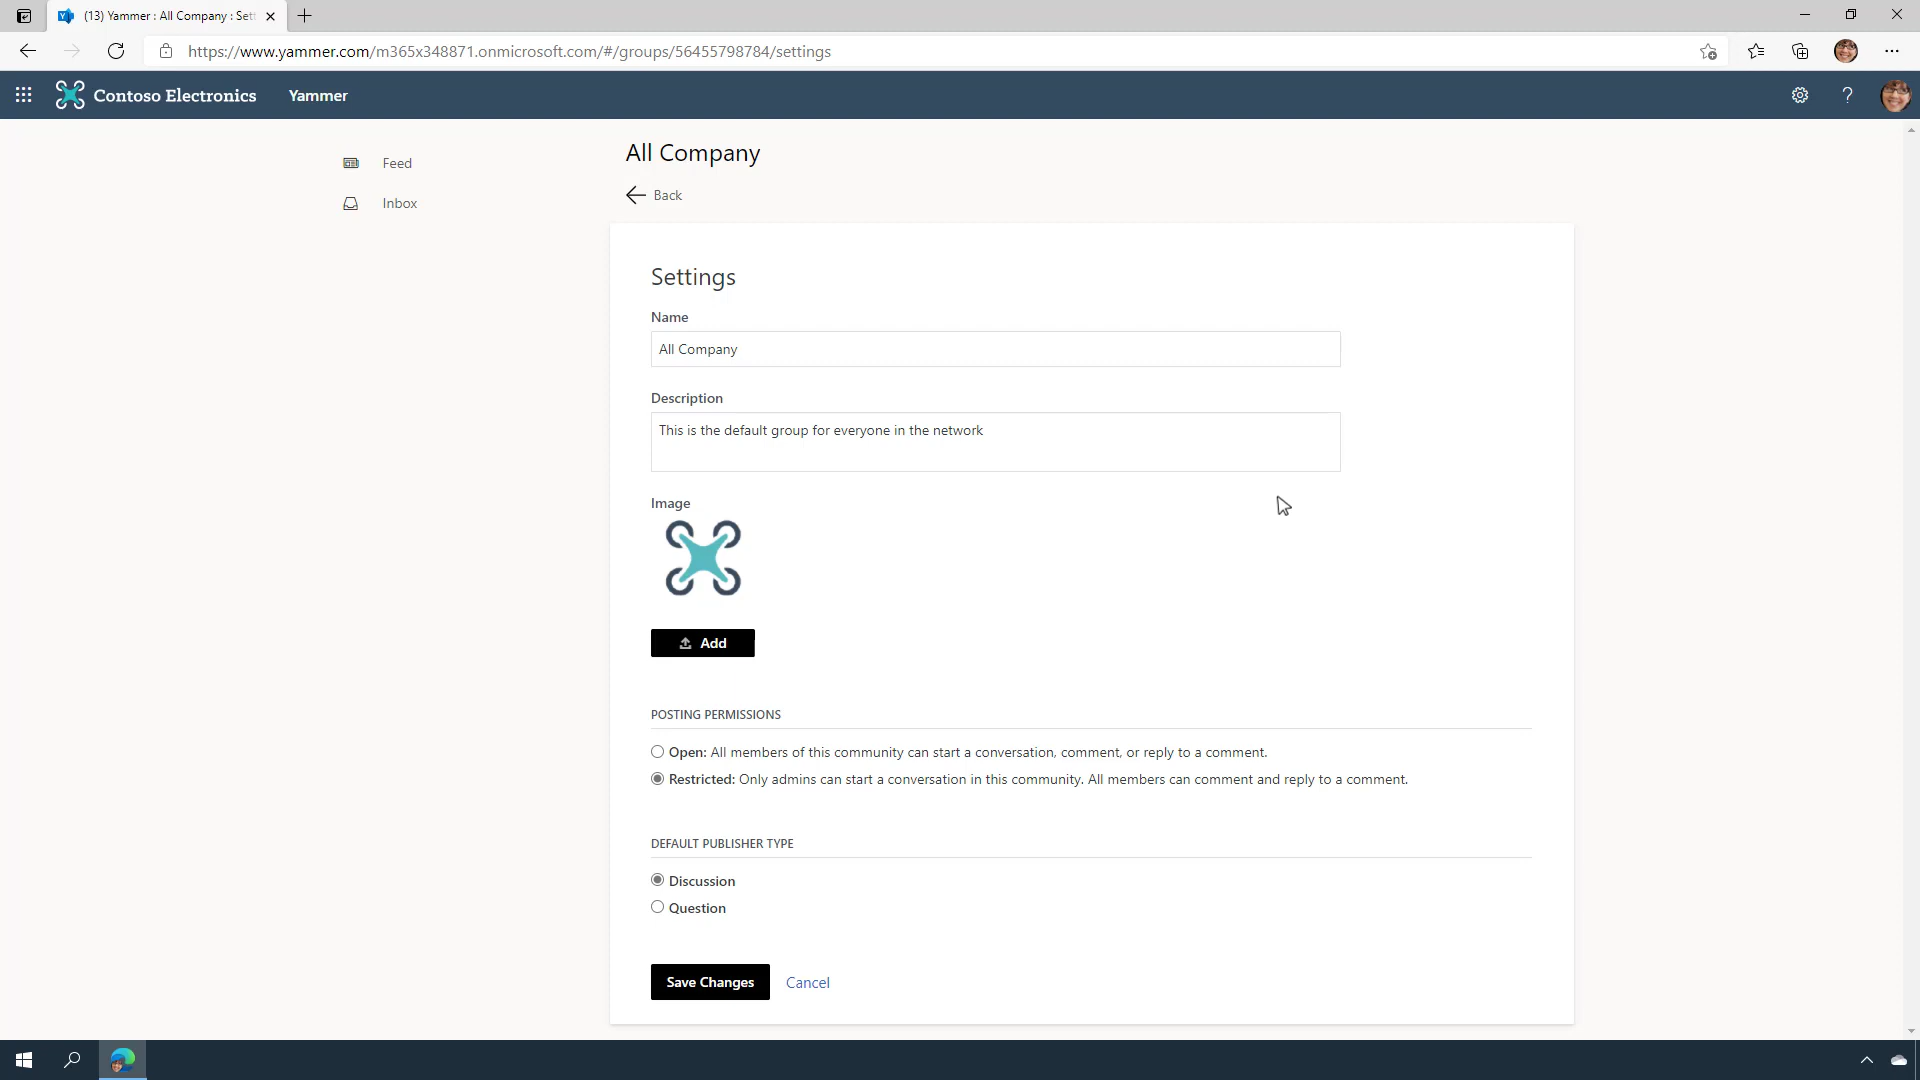 (13) Yammer : All Company : Sett
https://www.yammer.com/m365x348871.onmicrosoft.com/#/groups/56455798784/settings
Contoso Electronics
Yammer
?
Feed
Inbox
All Company
Back
Settings
Name
All Company
Description
This is the default group for everyone in the network
Image
Add
POSTING PERMISSIONS
Open: All members of this community can start a conversation, comment, or reply to a comment.
Restricted: Only admins can start a conversation in this community. All members can comment and reply to a comment.
DEFAULT PUBLISHER TYPE
Discussion
Question
Save Changes
Cancel